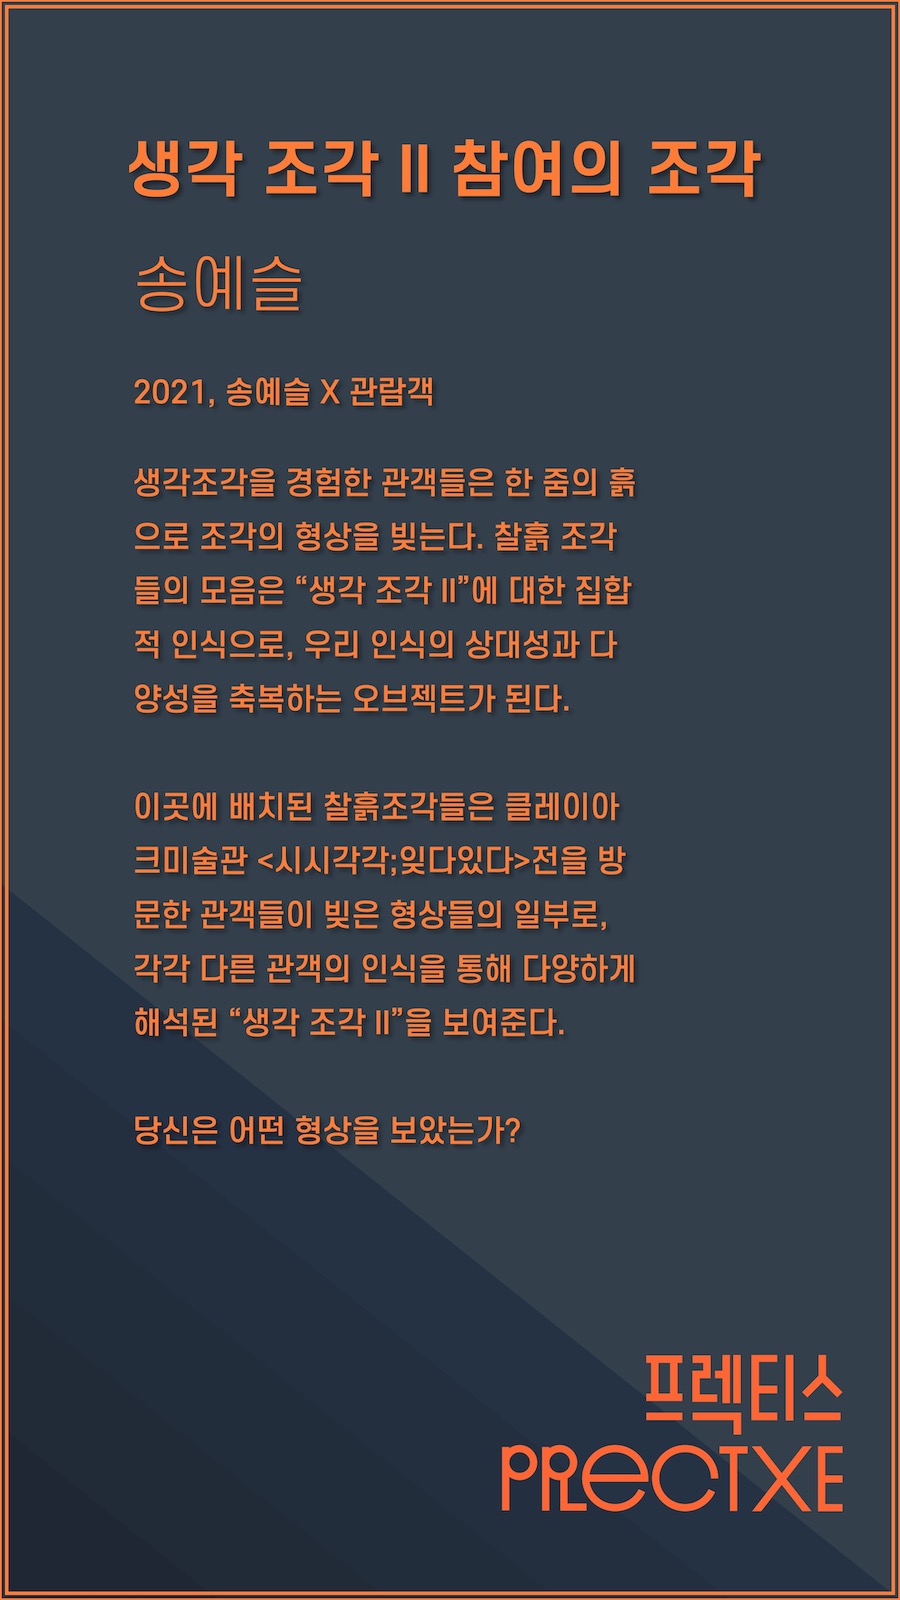 생각 조각 II 참여의 조각
송예슬
2021, 송예슬 X 관람객
생각조각을 경험한 관객들은 한 줌의 흙
으로 조각의 형상을 빚는다. 찰흙 조각
들의 모음은 “생각 조각 II”에 대한 집합
적 인식으로, 우리 인식의 상대성과 다
양성을 축복하는 오브젝트가 된다.
이곳에 배치된 찰흙조각들은 클레이아
크미술관 <시시각각;잊다있다>전을 방
문한 관객들이 빚은 형상들의 일부로,
각각 다른 관객의 인식을 통해 다양하게
해석된 “생각 조각 II”을 보여준다.
당신은 어떤 형상을 보았는가?
프렉티스
PRECTXE